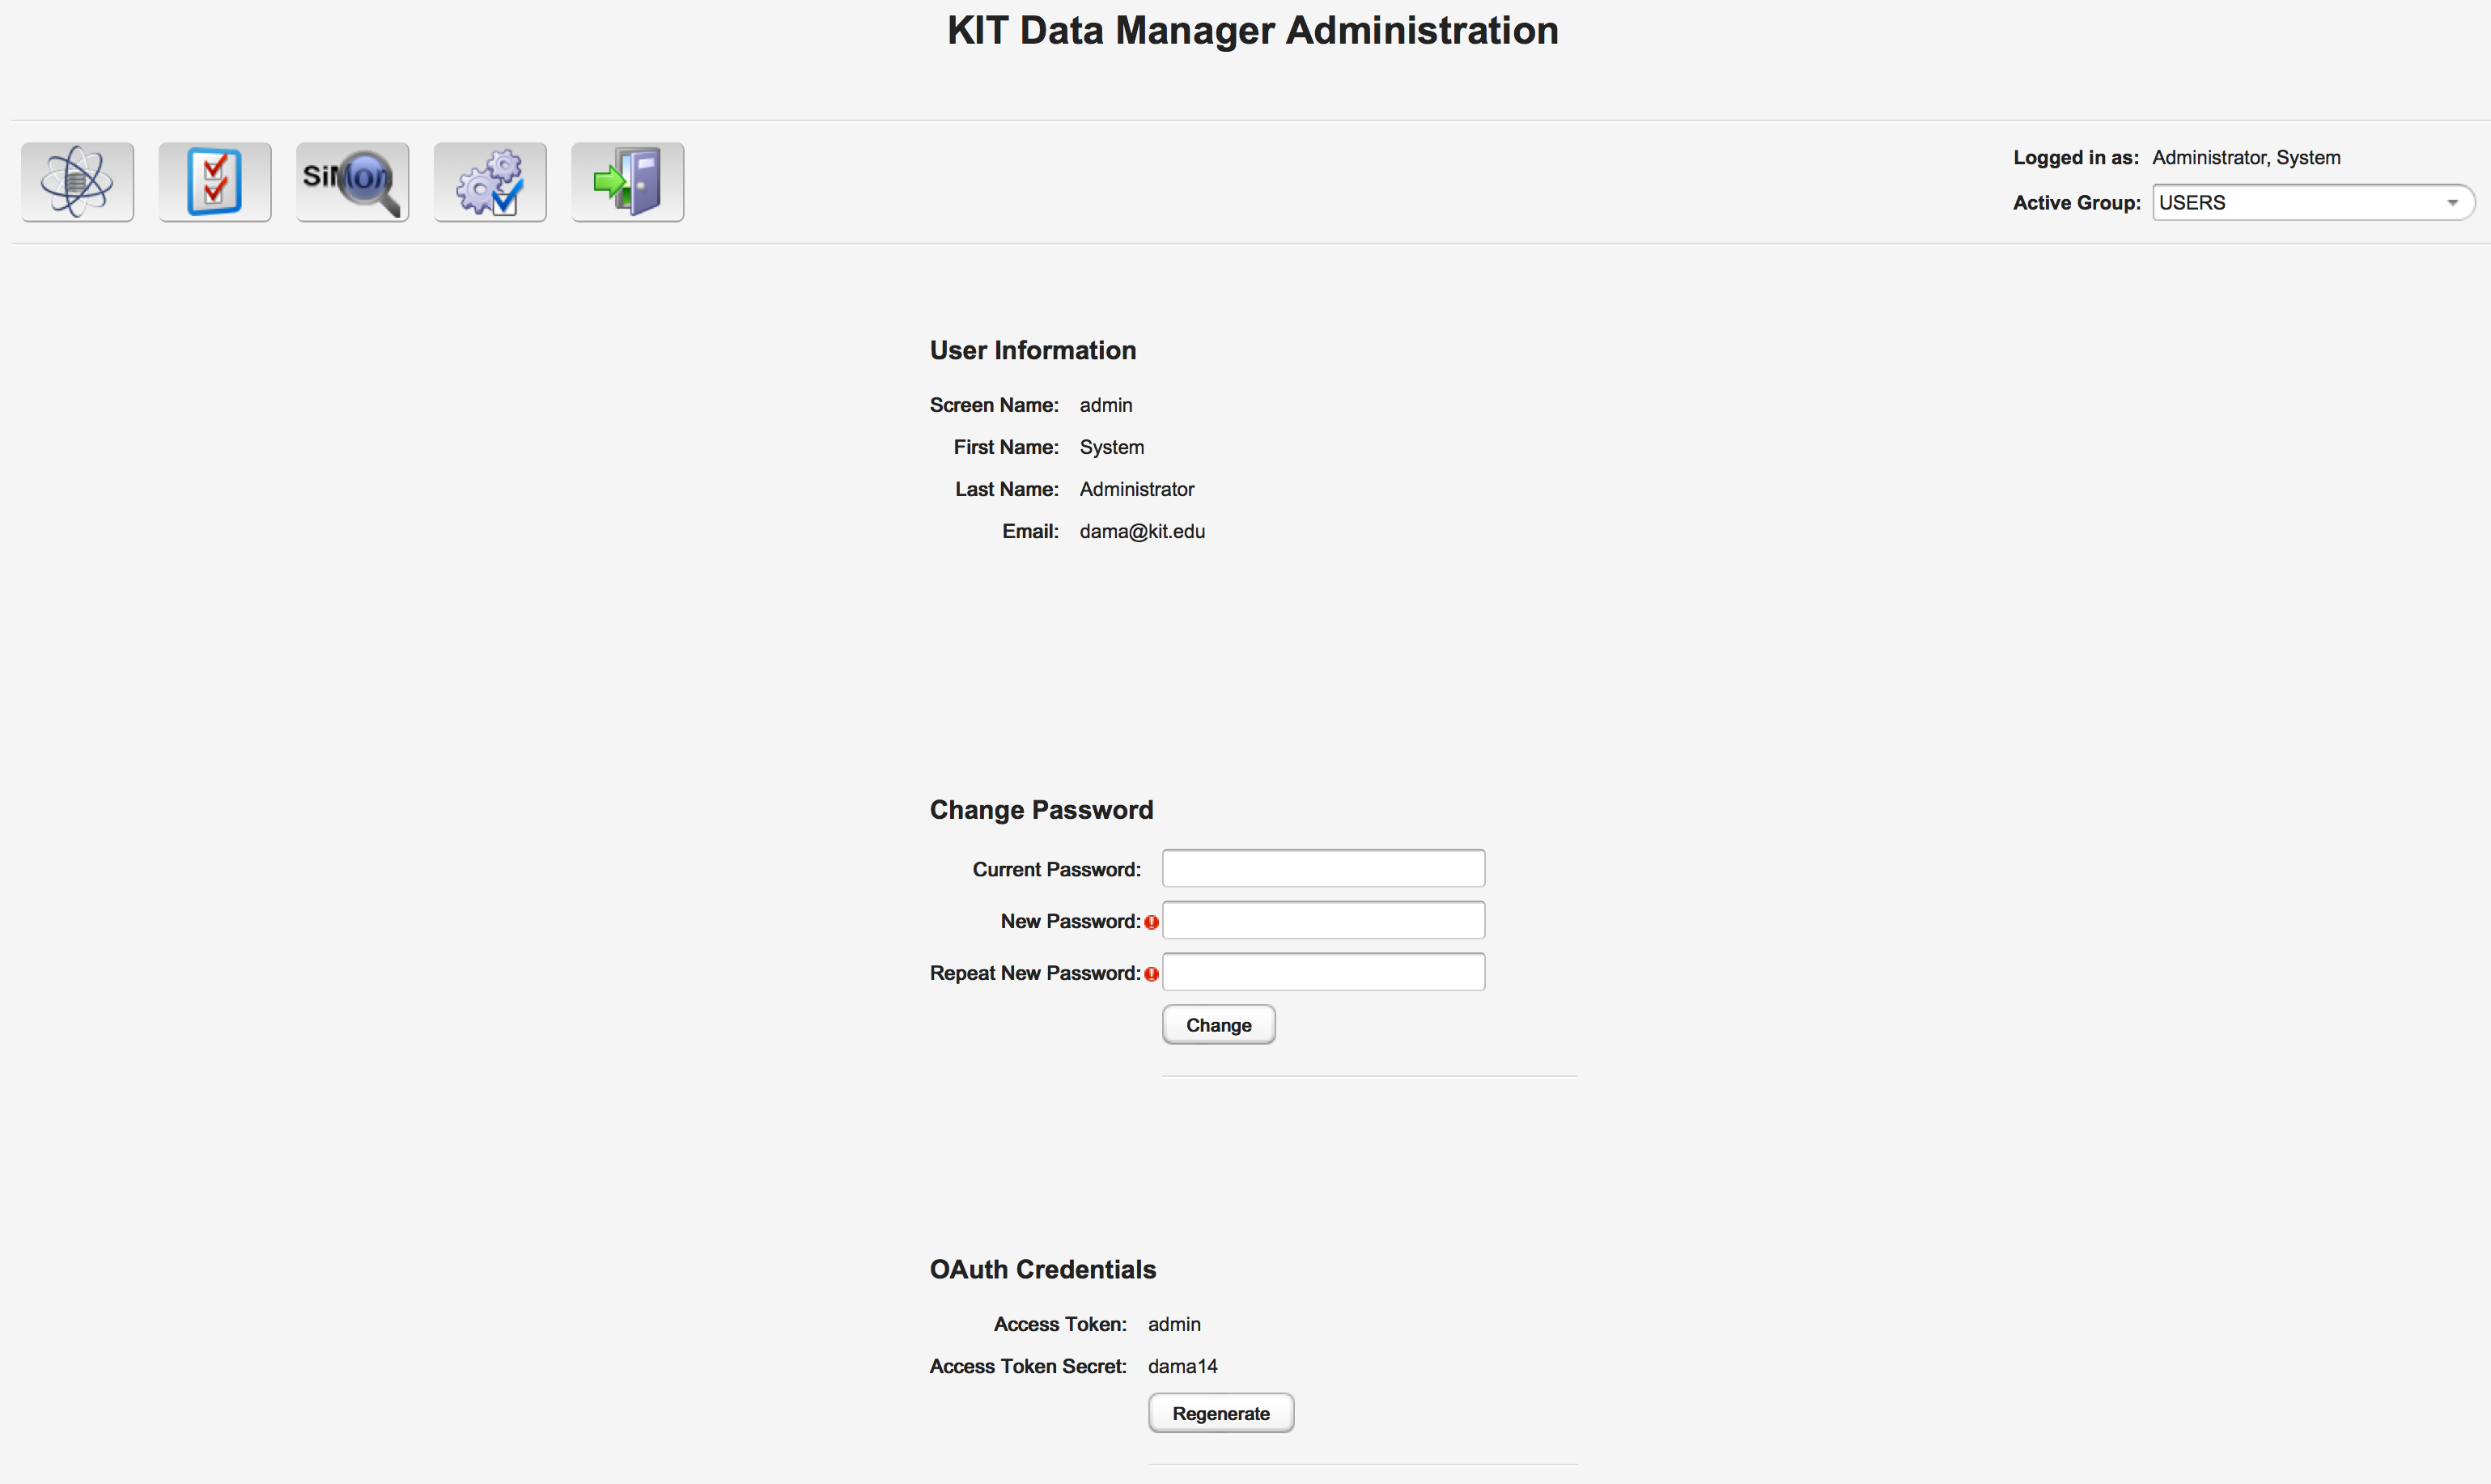 KIT Data Manager Administration
SiMon
Logged in as: Administrator, System
Active Group: USERS
User Information
Screen Name: admin
First Name: System
Last Name: Administrator
Email: dama@kit.edu
Change Password
Current Password:
New Password:
Repeat New Password:
Change
OAuth Credentials
Access Token: admin
Access Token Secret: dama14
Regenerate